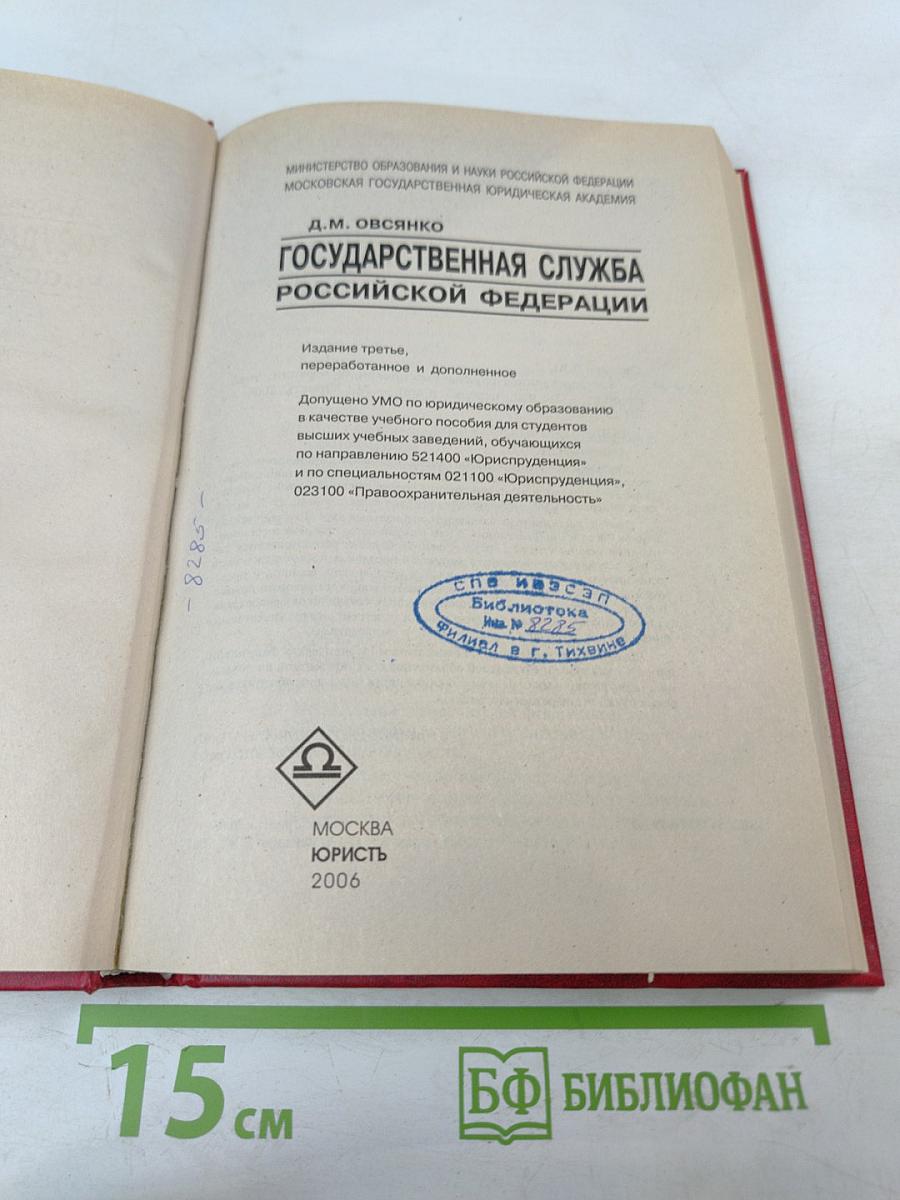 МИНИСТЕРСТВО ОБРАЗОВАНИЯ И НАУКИ РОССИЙСКОЙ ФЕДЕРАЦИИ
МОСКОВСКАЯ ГОСУДАРСТВЕННАЯ ЮРИДИЧЕСКАЯ АКАДЕМИЯ
Д.М. ОВСЯНКО
ГОСУДАРСТВЕННАЯ СЛУЖБА
РОССИЙСКОЙ ФЕДЕРАЦИИ
Издание третье,
переработанное и дополненное
Допущено УМО по юридическому образованию
в качестве учебного пособия для студентов
высших учебных заведений, обучающихся
по направлению 521400 «Юриспруденция»
и по специальностям 021100 «Юриспруденция»,
023100 «Правоохранительная деятельность»
- 8285 -
СПб ИВЭСЭП
Библиотека
Инв. № 8285
Филиал в г. Тихвине
МОСКВА
ЮРИСТЪ
2006
15 см
БФ БИБЛИОФАН